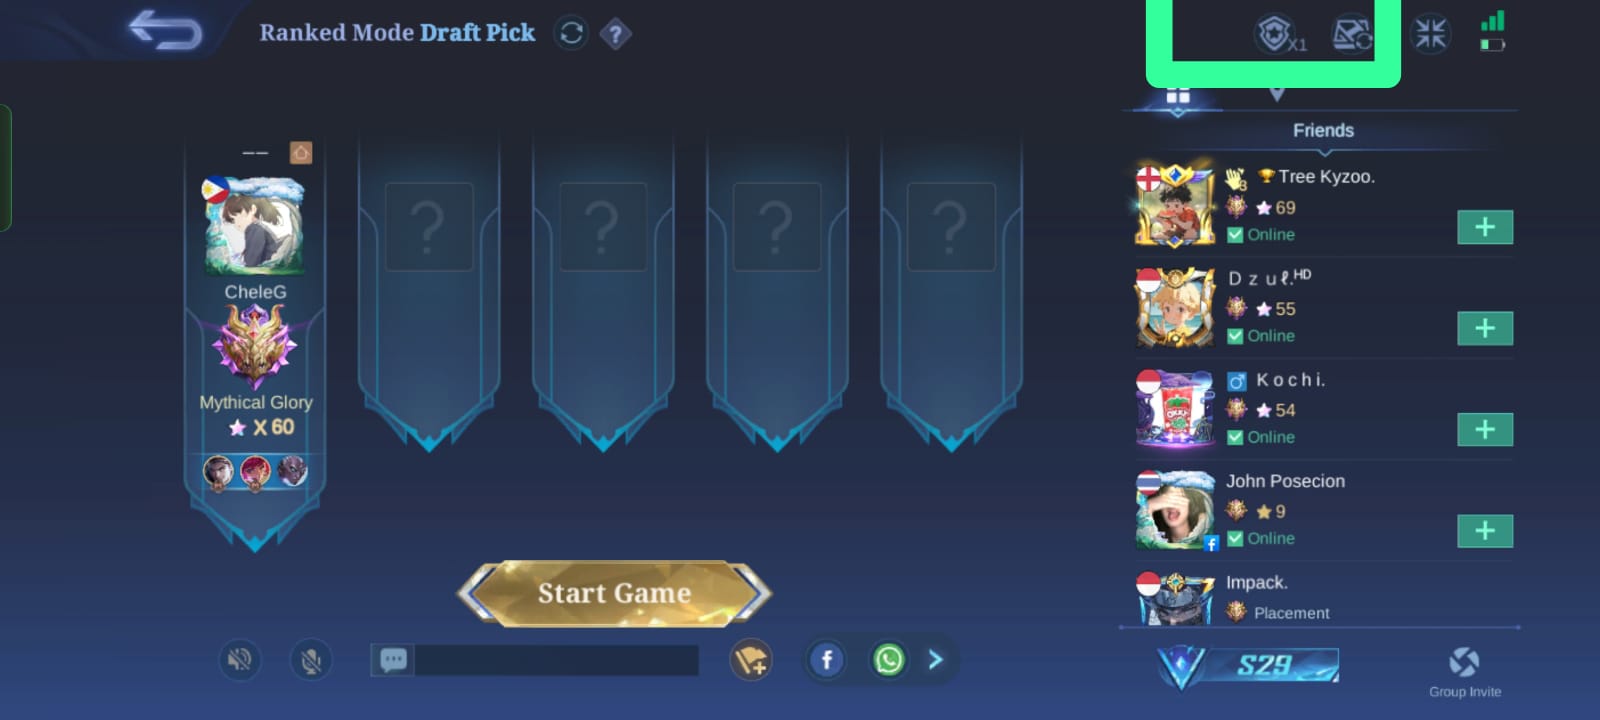 Ranked Mode Draft Pick
?
X1
Friends
——
CheleG
Mythical Glory
X 60
M
M
?
?
?
?
8
Tree Kyzoo.
69
Online
D z u ℓ.ᴴᴰ
55
Online
K o c h i.
54
Online
John Posecion
9
Online
Impack.
Placement
Start Game
S29
Group Invite